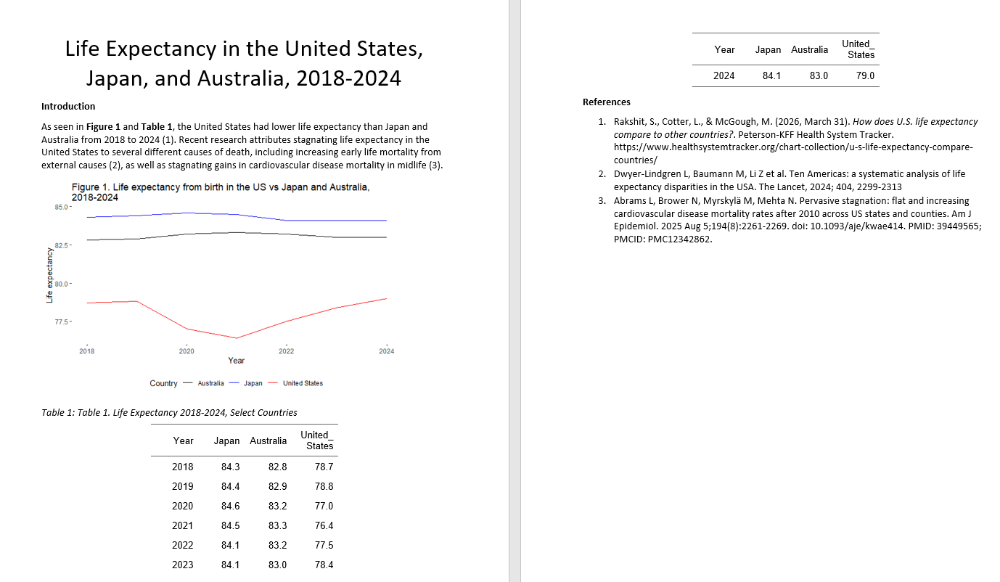 Life Expectancy in the United States,
Japan, and Australia, 2018-2024
Introduction
As seen in Figure 1 and Table 1, the United States had lower life expectancy than Japan and
Australia from 2018 to 2024 (1). Recent research attributes stagnating life expectancy in the
United States to several different causes of death, including increasing early life mortality from
external causes (2), as well as stagnating gains in cardiovascular disease mortality in midlife (3).
Figure 1. Life expectancy from birth in the US vs Japan and Australia,
2018-2024
Life expectancy
85.0
82.5
80.0
77.5
2018 2020 2022 2024
Year
Country Australia Japan United States
Table 1: Table 1. Life Expectancy 2018-2024, Select Countries
Year Japan Australia United_
States
2018 84.3 82.8 78.7
2019 84.4 82.9 78.8
2020 84.6 83.2 77.0
2021 84.5 83.3 76.4
2022 84.1 83.2 77.5
2023 84.1 83.0 78.4
Year Japan Australia United_
States
2024 84.1 83.0 79.0
References
1. Rakshit, S., Cotter, L., & McGough, M. (2026, March 31). How does U.S. life expectancy
compare to other countries?. Peterson-KFF Health System Tracker.
https://www.healthsystemtracker.org/chart-collection/u-s-life-expectancy-compare-
countries/
2. Dwyer-Lindgren L, Baumann M, Li Z et al. Ten Americas: a systematic analysis of life
expectancy disparities in the USA. The Lancet, 2024; 404, 2299-2313
3. Abrams L, Brower N, Myrskylä M, Mehta N. Pervasive stagnation: flat and increasing
cardiovascular disease mortality rates after 2010 across US states and counties. Am J
Epidemiol. 2025 Aug 5;194(8):2261-2269. doi: 10.1093/aje/kwae414. PMID: 39449565;
PMCID: PMC12342862.